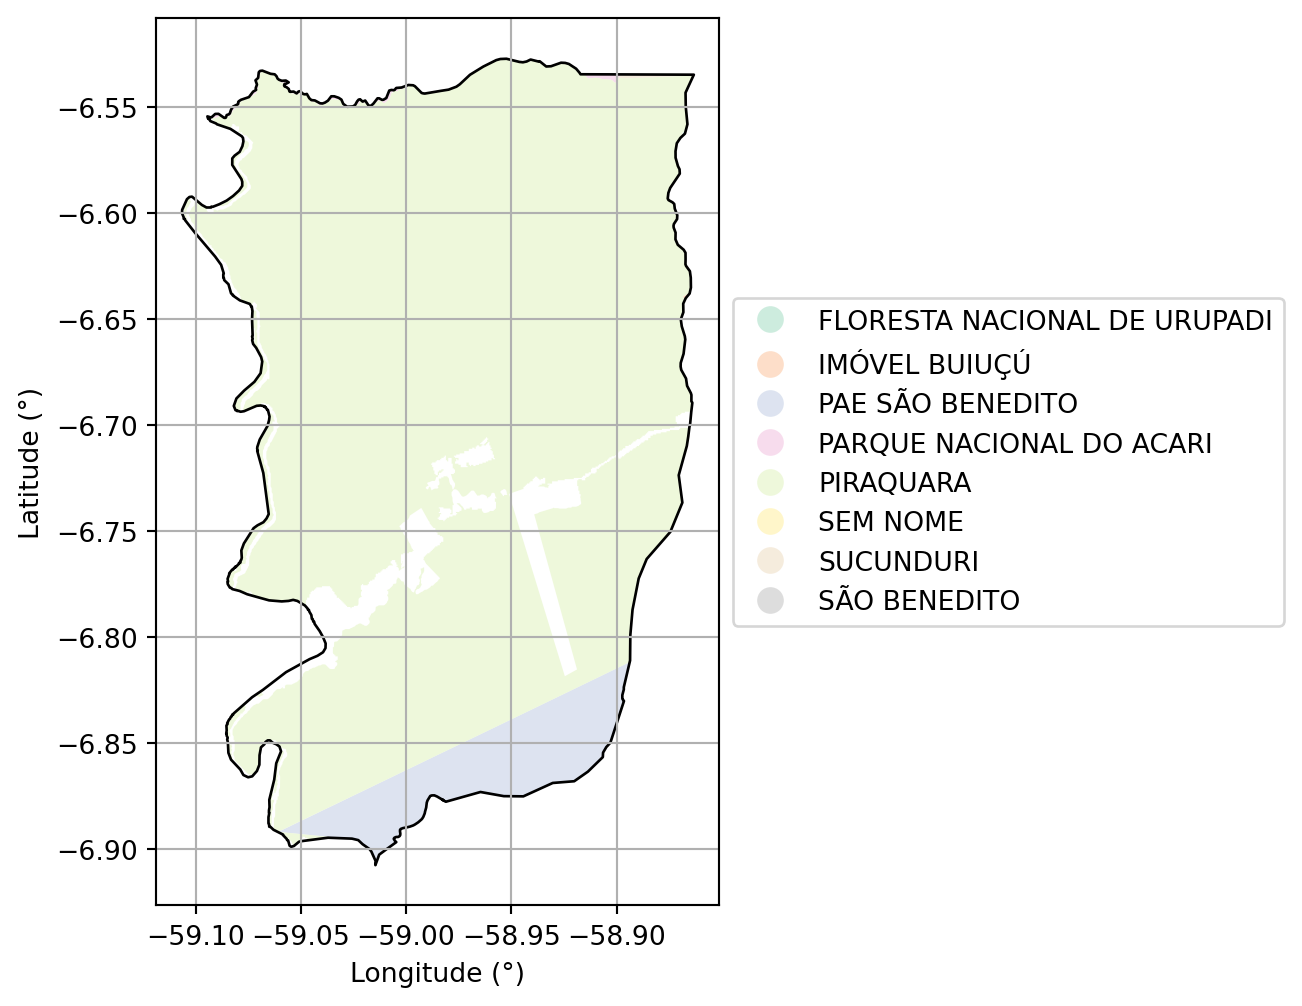 −6.55
−6.60
−6.65
−6.70
−6.75
−6.80
−6.85
−6.90
Latitude (°)
−59.10 −59.05 −59.00 −58.95 −58.90
Longitude (°)
FLORESTA NACIONAL DE URUPADI
IMÓVEL BUIUÇÚ
PAE SÃO BENEDITO
PARQUE NACIONAL DO ACARI
PIRAQUARA
SEM NOME
SUCUNDURI
SÃO BENEDITO